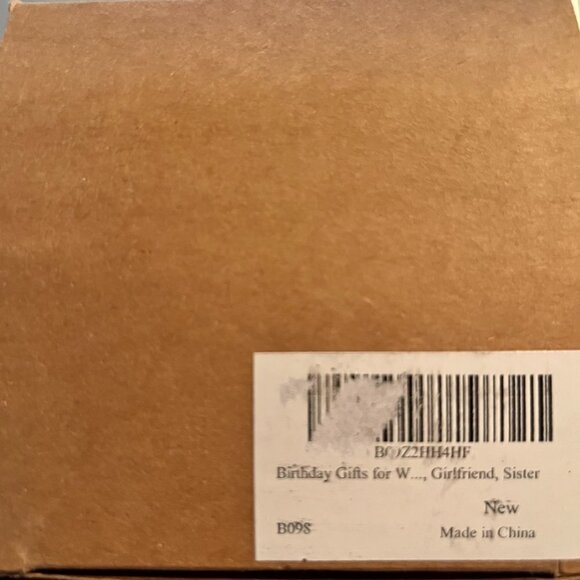 Birthday Gifts for W..., Girlfriend, Sister
New
B098
Made in China